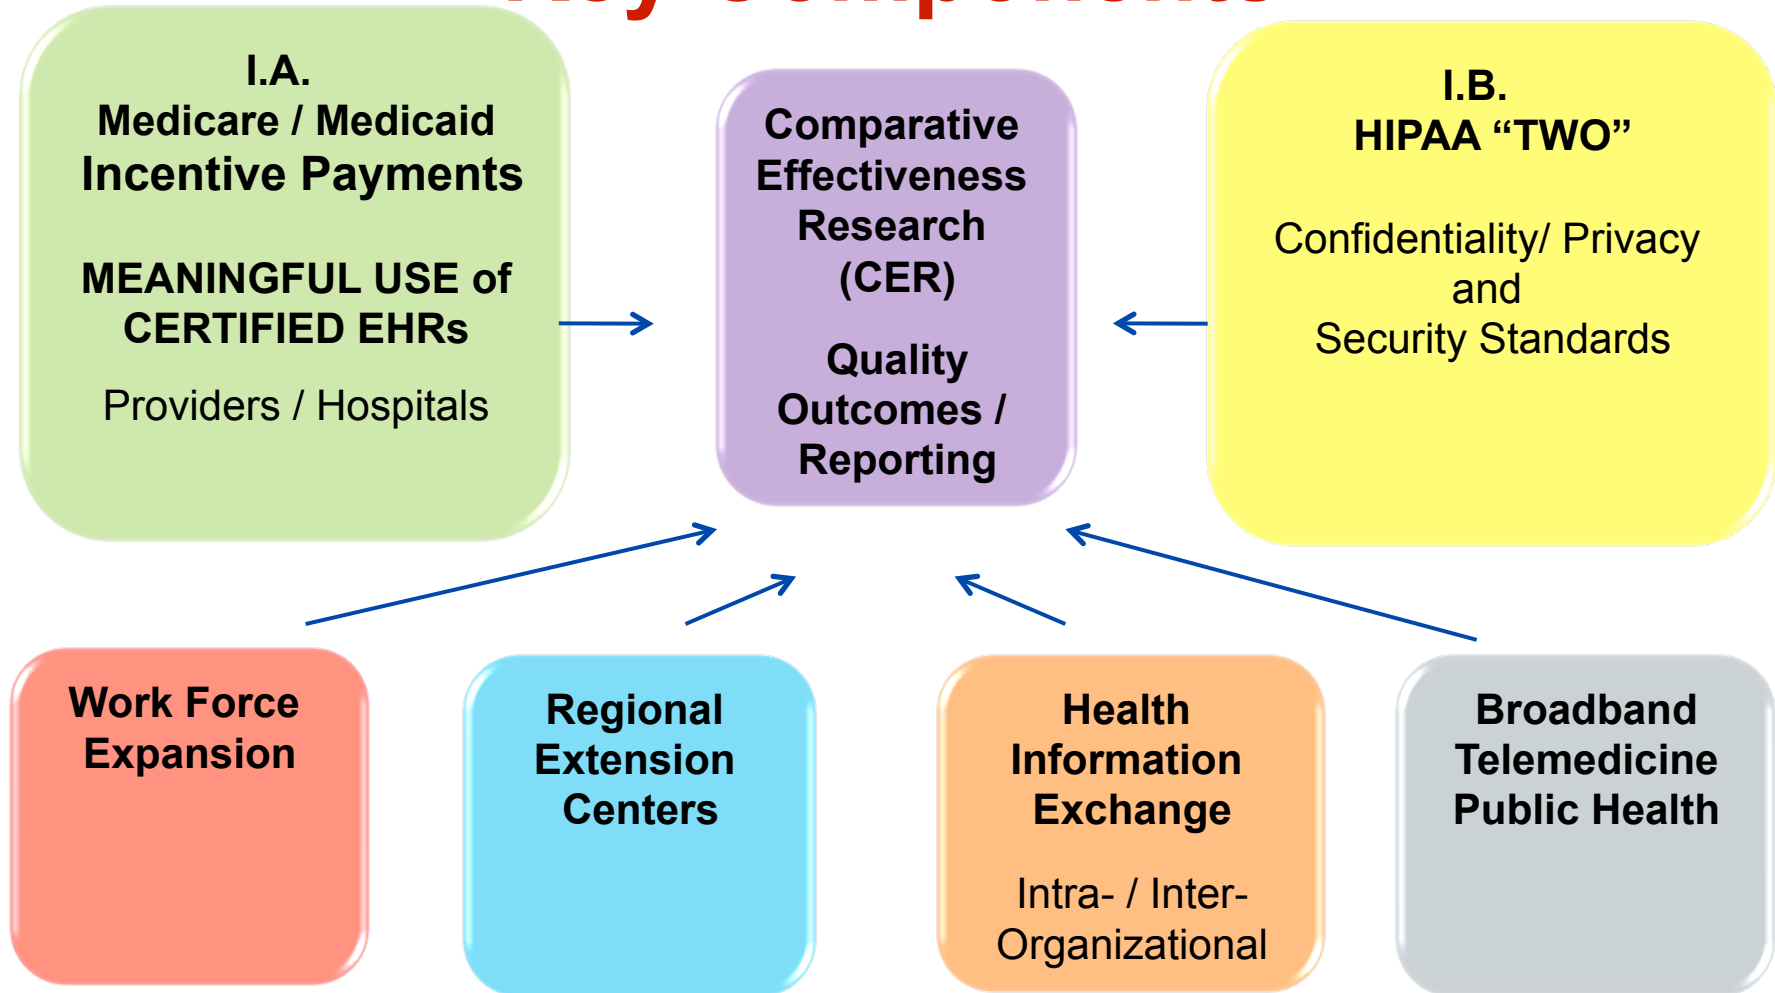 Key Components
I.A.
Medicare / Medicaid
Incentive Payments
MEANINGFUL USE of
CERTIFIED EHRs
Providers / Hospitals
Comparative
Effectiveness
Research
(CER)
Quality
Outcomes /
Reporting
I.B.
HIPAA “TWO”
Confidentiality/ Privacy
and
Security Standards
Work Force
Expansion
Regional
Extension
Centers
Health
Information
Exchange
Intra- / Inter-
Organizational
Broadband
Telemedicine
Public Health